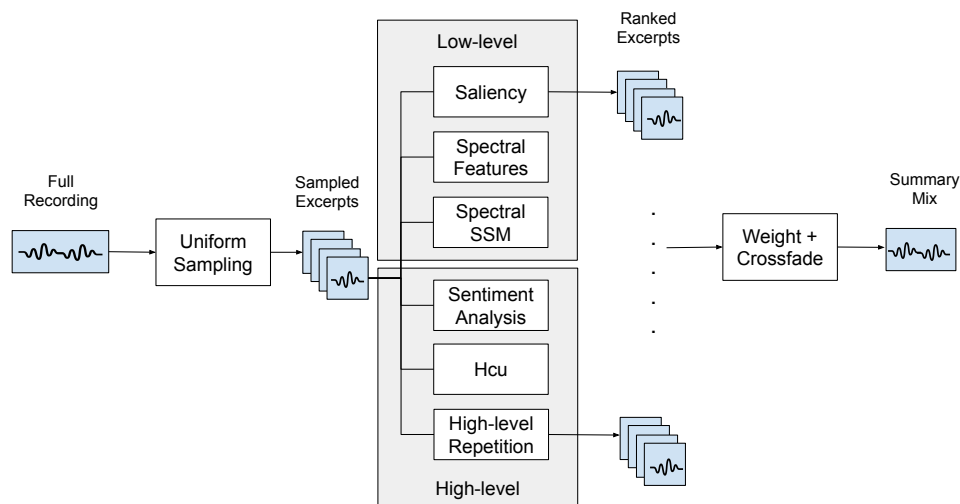 Full
Recording
Uniform
Sampling
Sampled
Excerpts
Low-level
Saliency
Spectral
Features
Spectral
SSM
Sentiment
Analysis
Hcu
High-level
Repetition
High-level
Ranked
Excerpts
Weight +
Crossfade
Summary
Mix